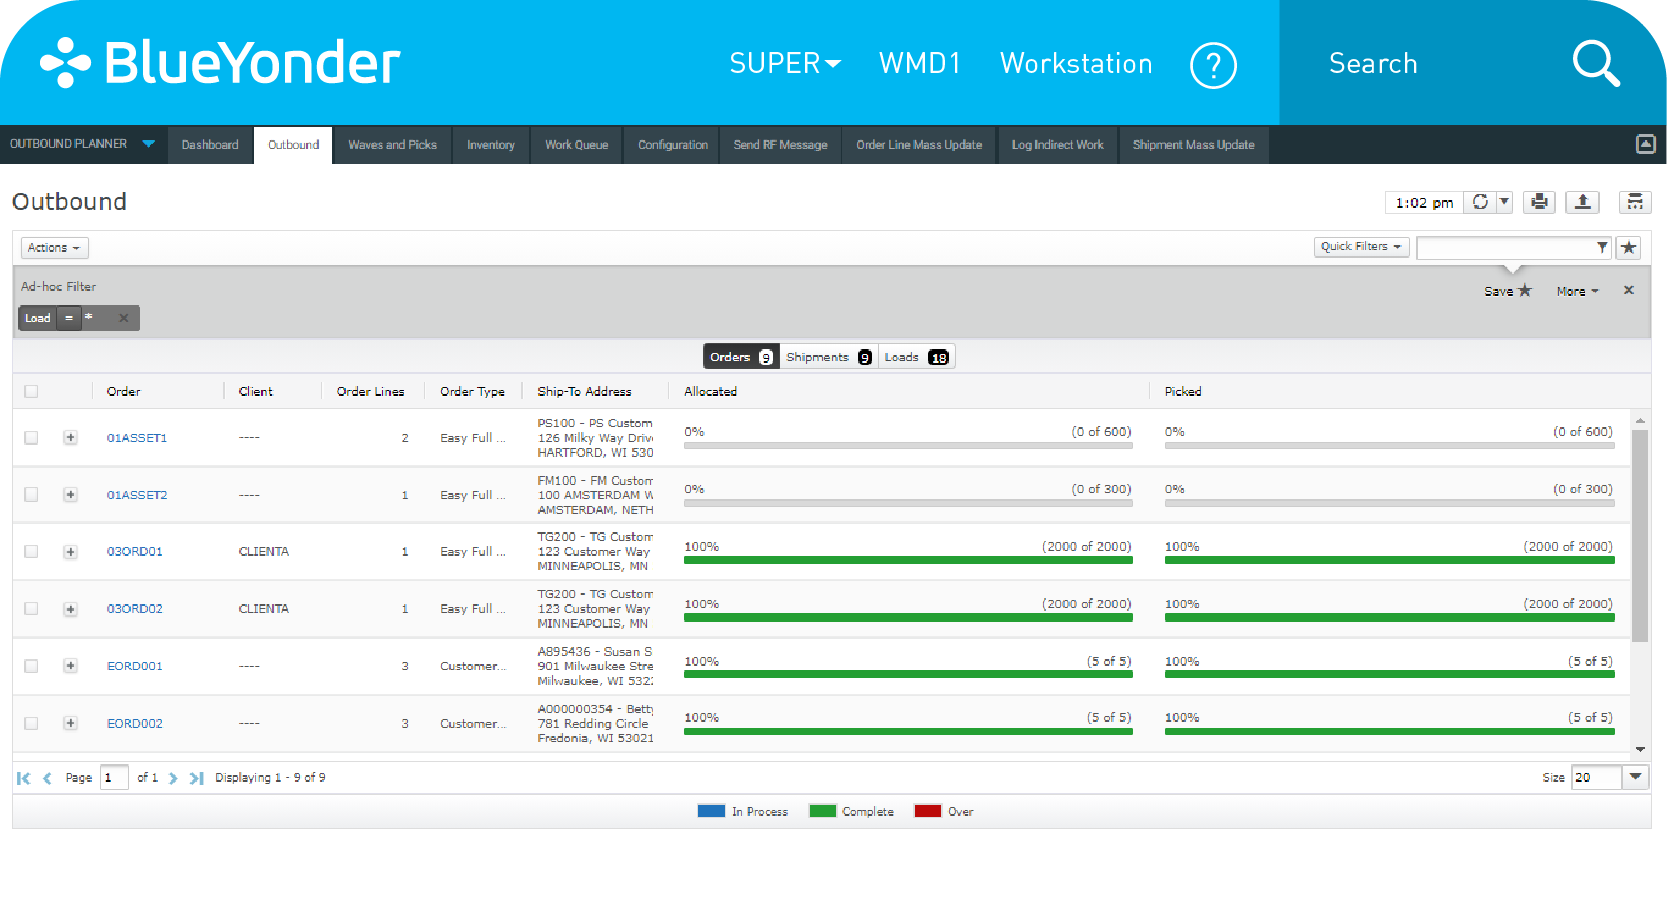 BlueYonder
SUPER WMD1 Workstation ? Search
OUTBOUND PLANNER Dashboard Outbound Waves and Picks Inventory Work Queue Configuration Send RF Message Order Line Mass Update Log Indirect Work Shipment Mass Update
Outbound 1:02 pm
Actions Quick Filters
Ad-hoc Filter Save More ×
Load = * ×
Orders 9 Shipments 9 Loads 18
Order Client Order Lines Order Type Ship-To Address Allocated Picked
PS100 - PS Custom
01ASSET1 ---- 2 Easy Full ... 126 Milky Way Drive 0% (0 of 600) 0% (0 of 600)
HARTFORD, WI 530
FM100 - FM Custom
01ASSET2 ---- 1 Easy Full ... 100 AMSTERDAM W 0% (0 of 300) 0% (0 of 300)
AMSTERDAM, NETH
TG200 - TG Custom
03ORD01 CLIENTA 1 Easy Full ... 123 Customer Way 100% (2000 of 2000) 100% (2000 of 2000)
MINNEAPOLIS, MN
TG200 - TG Custom
03ORD02 CLIENTA 1 Easy Full ... 123 Customer Way 100% (2000 of 2000) 100% (2000 of 2000)
MINNEAPOLIS, MN
A895436 - Susan S
EORD001 ---- 3 Customer... 901 Milwaukee Stre 100% (5 of 5) 100% (5 of 5)
Milwaukee, WI 5322
A000000354 - Betty
EORD002 ---- 3 Customer... 781 Redding Circle 100% (5 of 5) 100% (5 of 5)
Fredonia, WI 53021
Page 1 of 1 Displaying 1 - 9 of 9 Size 20
In Process Complete Over